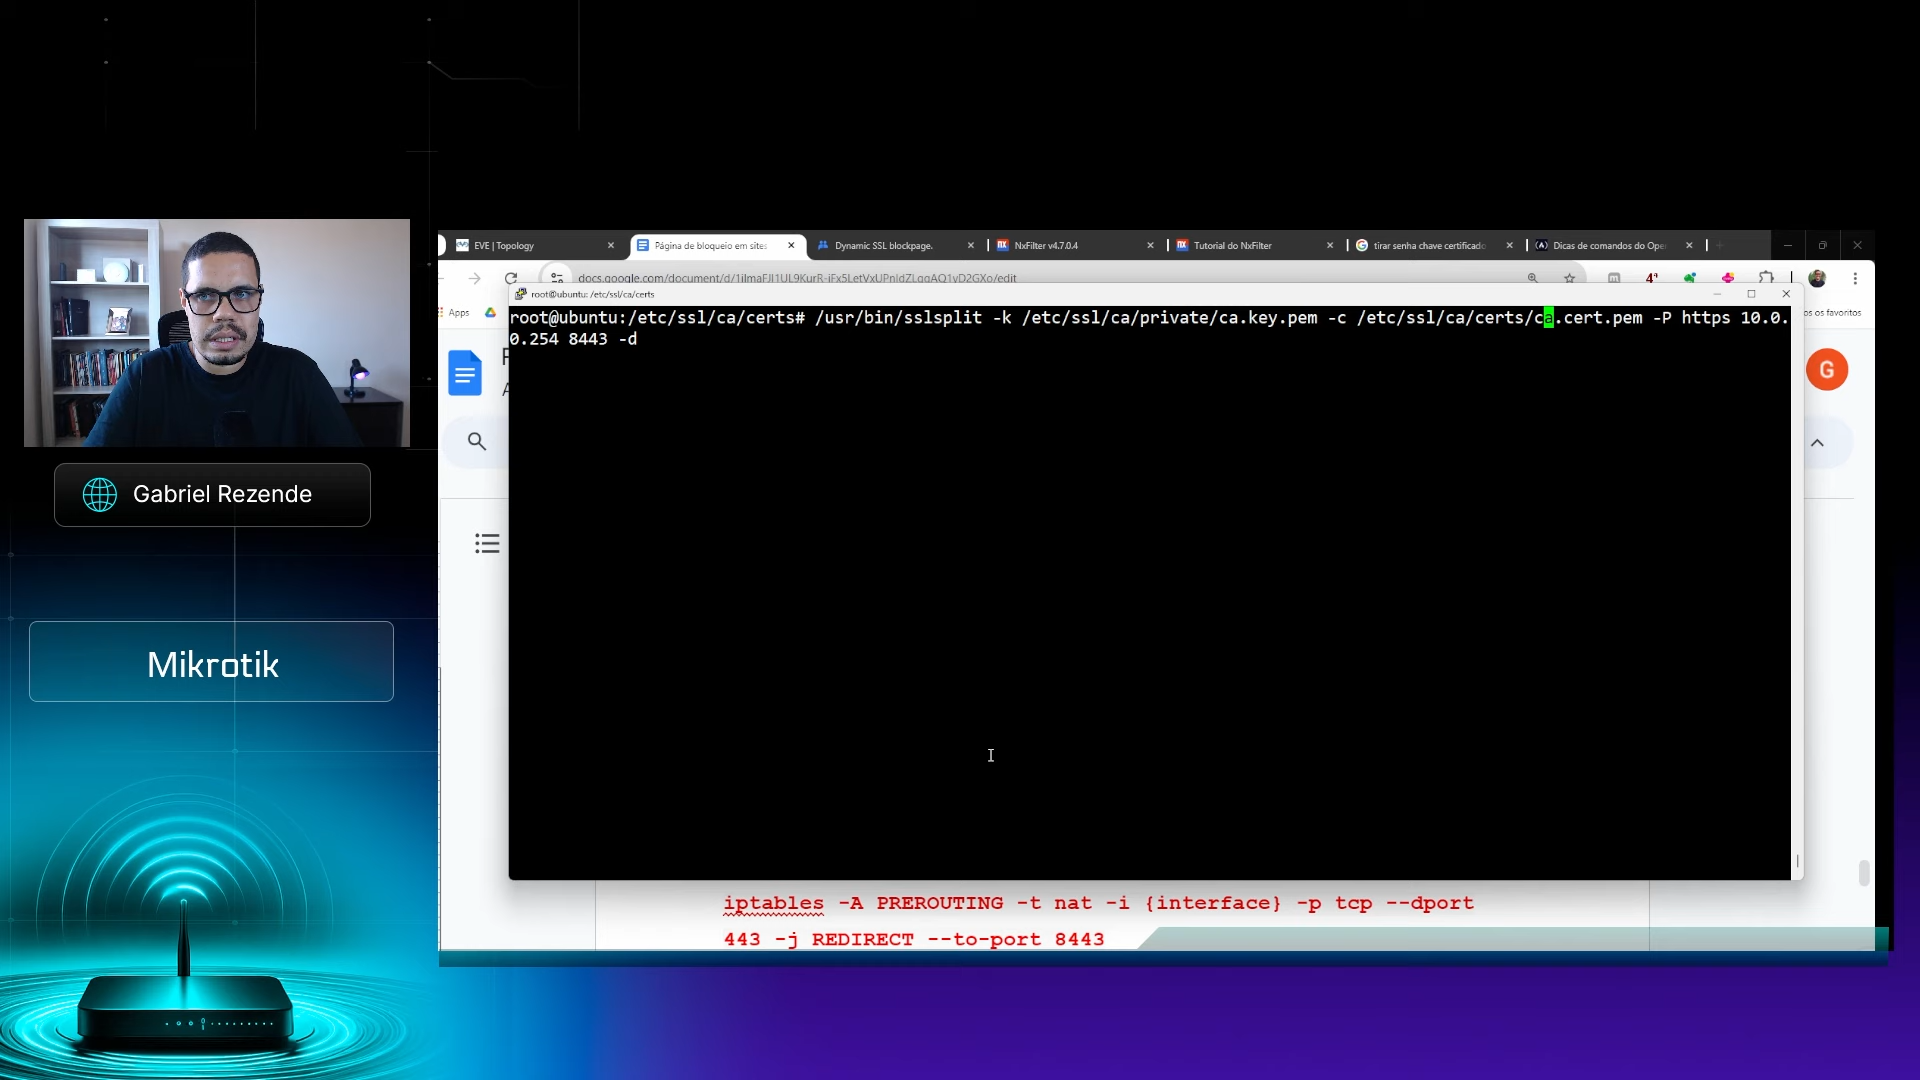 EVE | Topology
Página de bloqueio em sites
Dynamic SSL blockpage.
NxFilter v4.7.0.4
Tutorial do NxFilter
tirar senha chave certificado
Dicas de comandos do Ope
Apps
os os favoritos
root@ubuntu: /etc/ssl/ca/certs
root@ubuntu:/etc/ssl/ca/certs# /usr/bin/sslsplit -k /etc/ssl/ca/private/ca.key.pem -c /etc/ssl/ca/certs/ca.cert.pem -P https 10.0.
0.254 8443 -d
G
Gabriel Rezende
Mikrotik
iptables -A PREROUTING -t nat -i {interface} -p tcp --dport
443 -j REDIRECT --to-port 8443